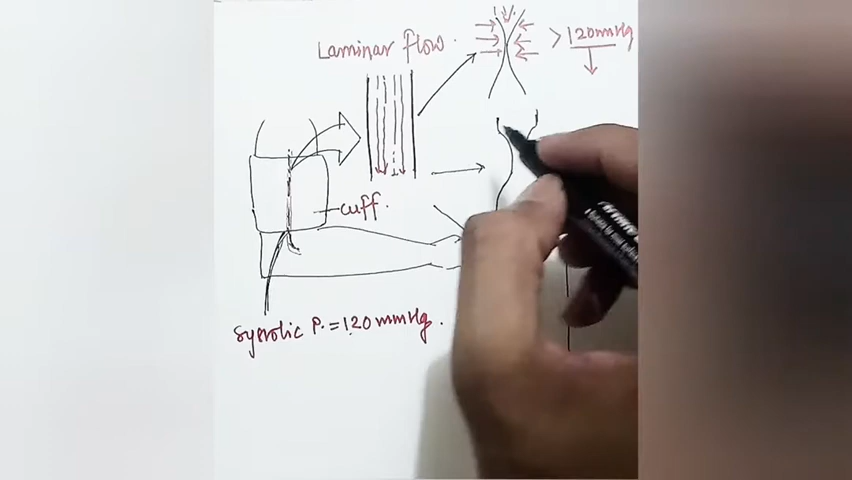 Laminar flow.
> 120mmHg
cuff.
Systolic P. = 120 mmHg.